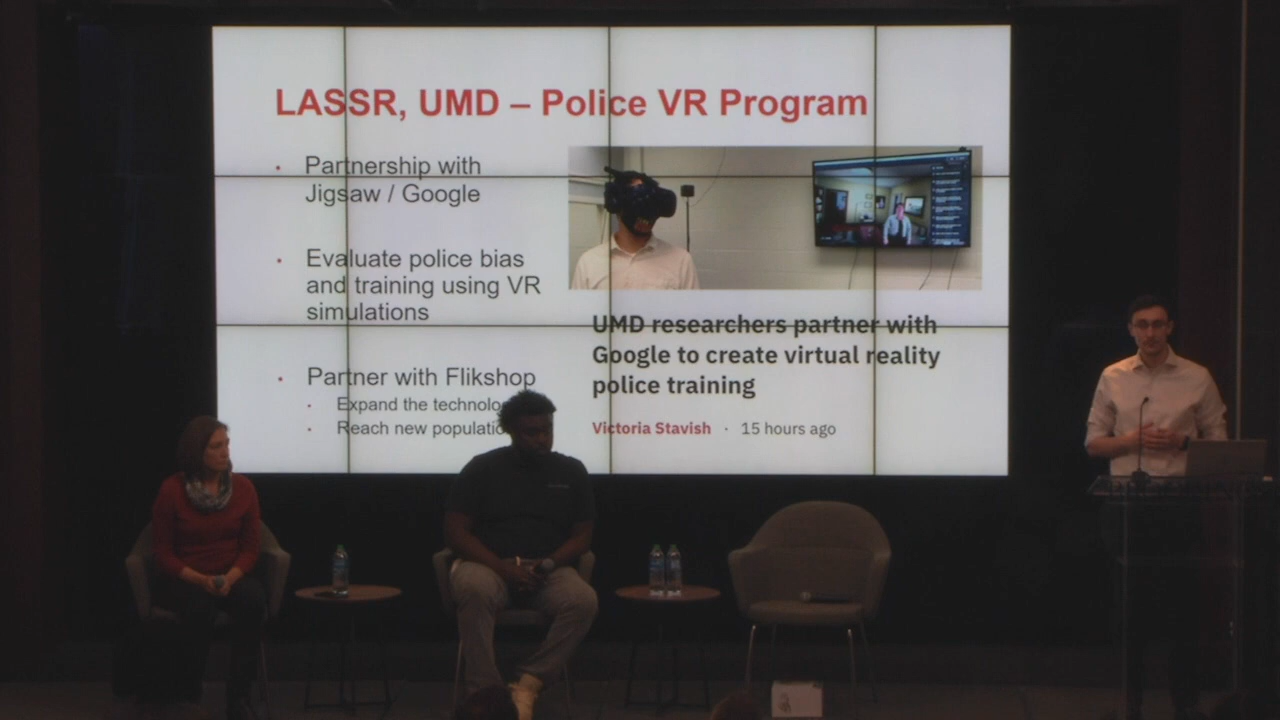 LASSR, UMD – Police VR Program
Partnership with
Jigsaw / Google
Evaluate police bias
and training using VR
simulations
Partner with Flikshop
Expand the
Reach new
UMD researchers partner with
Google to create virtual reality
police training
Victoria Stavish · 15 hours ago